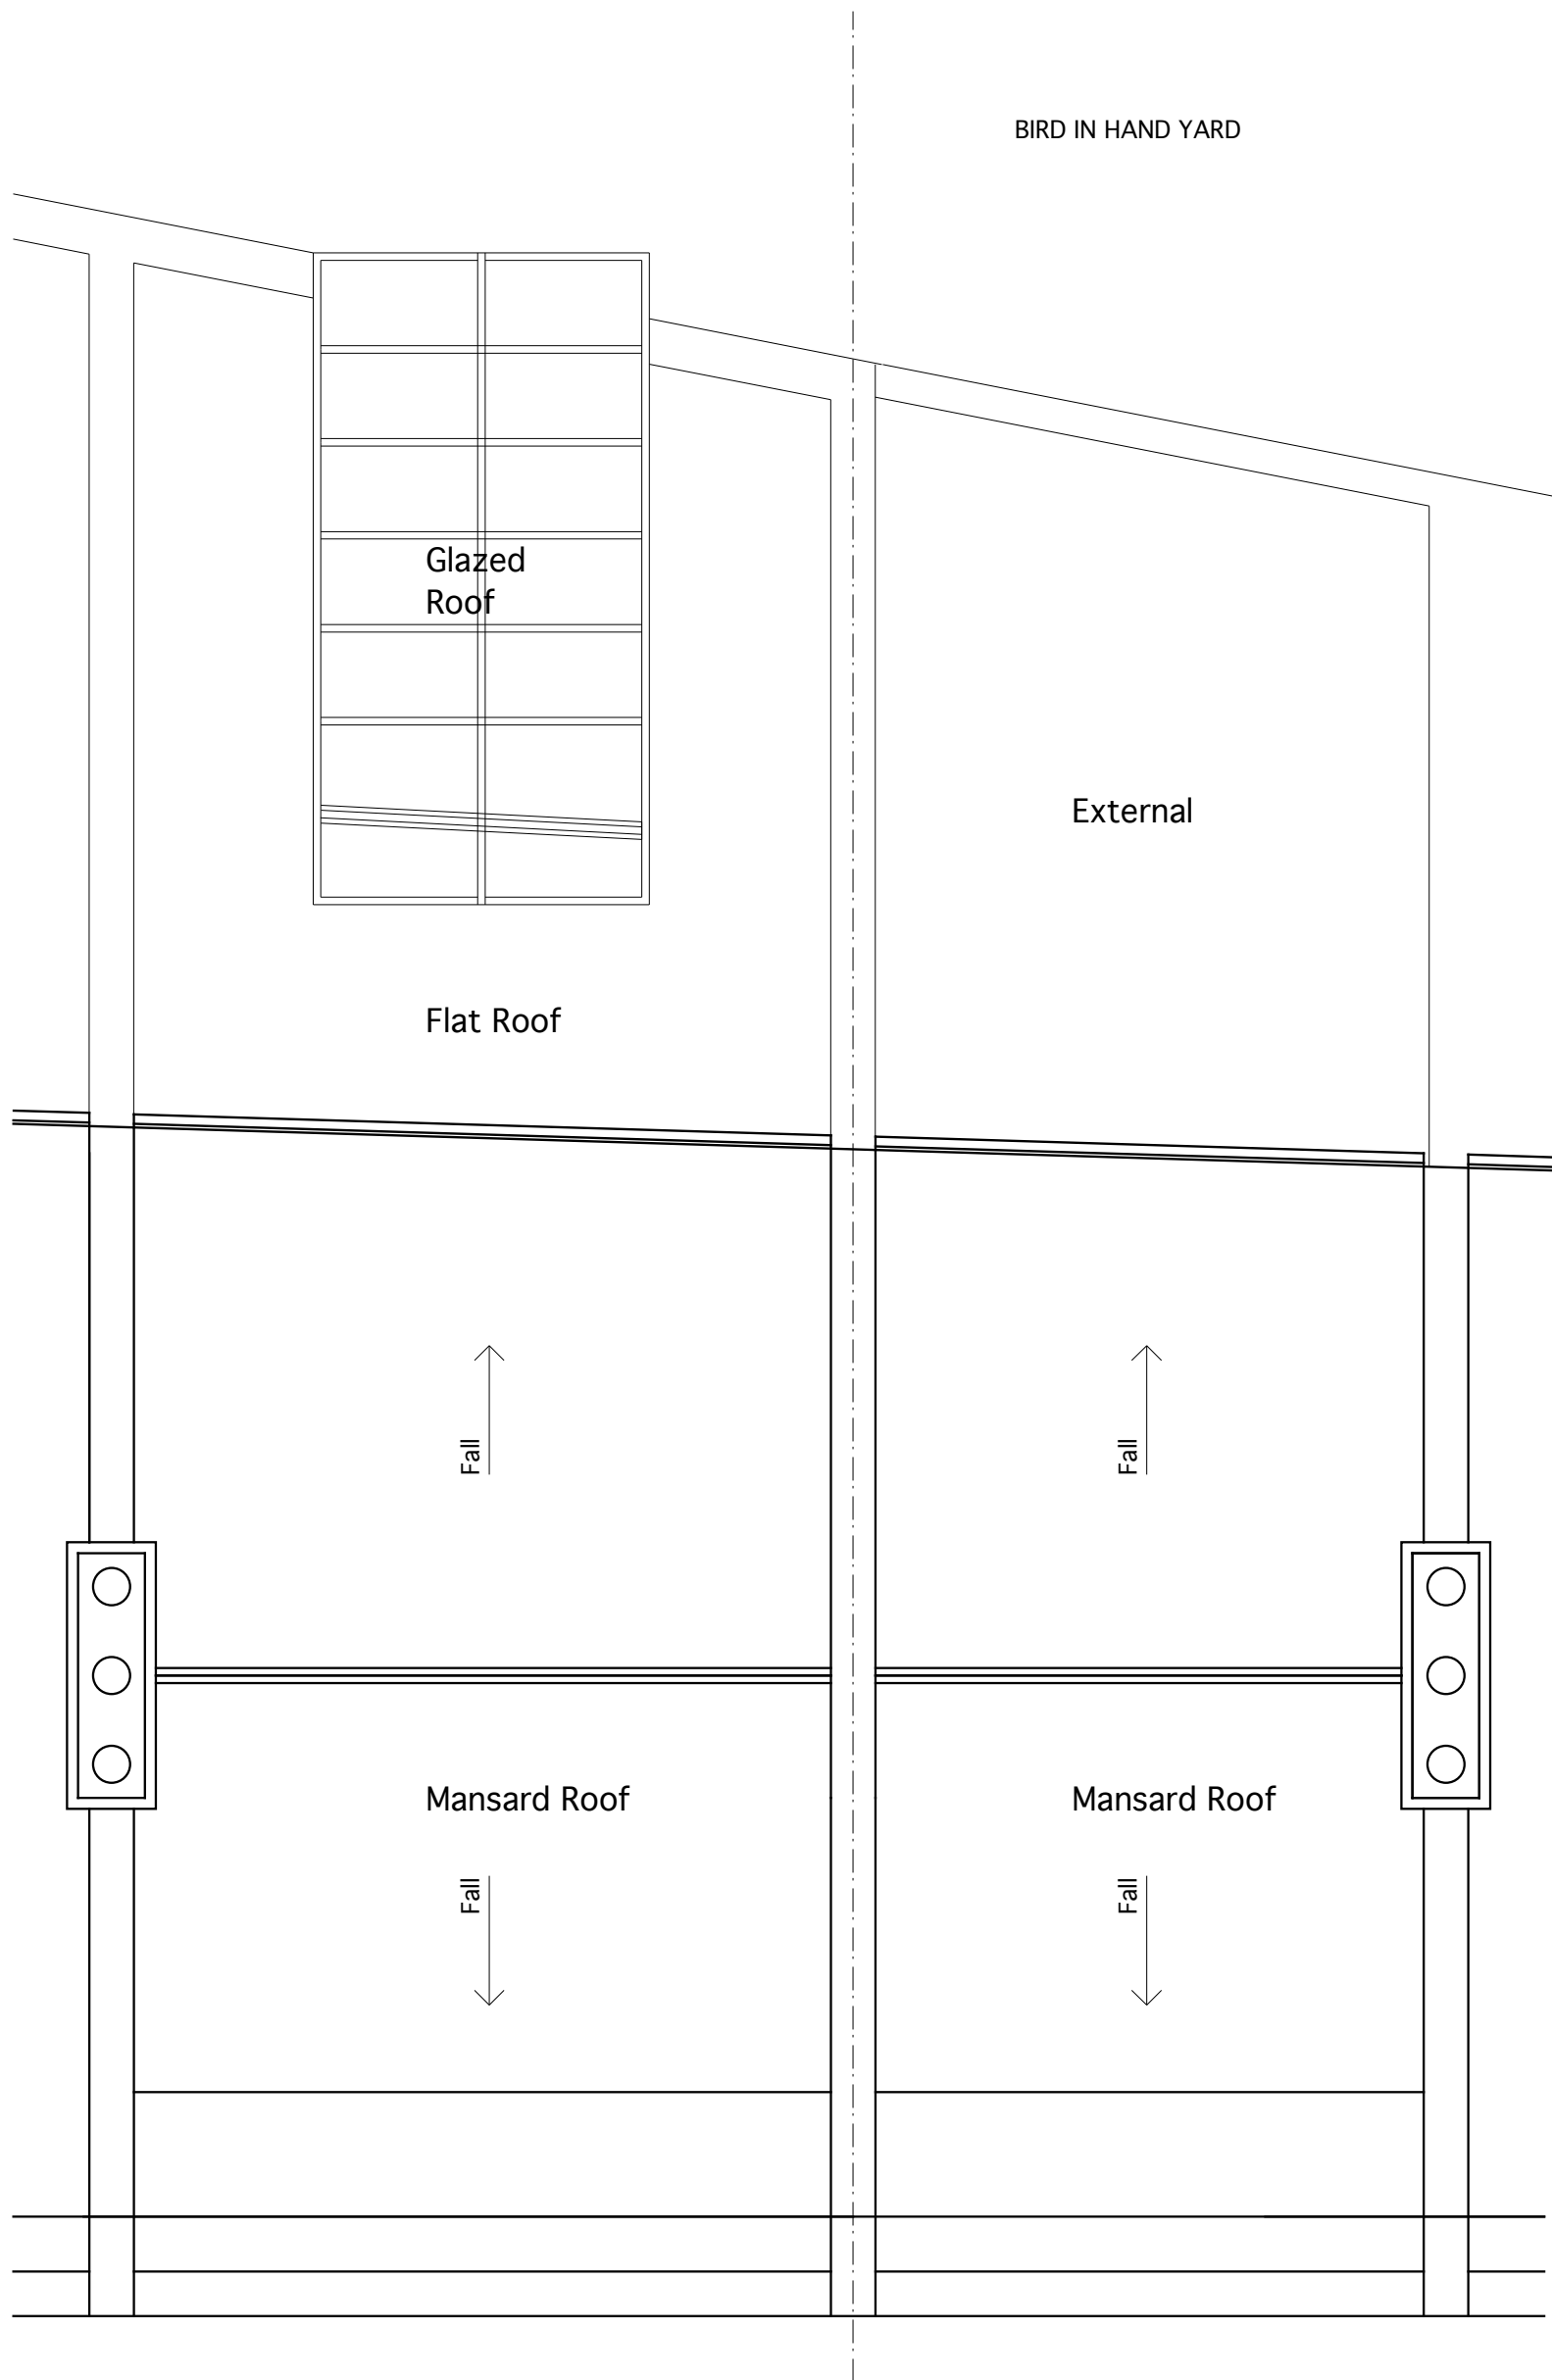 BIRD IN HAND YARD
Glazed
Roof
External
Flat Roof
Fall
Fall
Mansard Roof
Mansard Roof
Fall
Fall